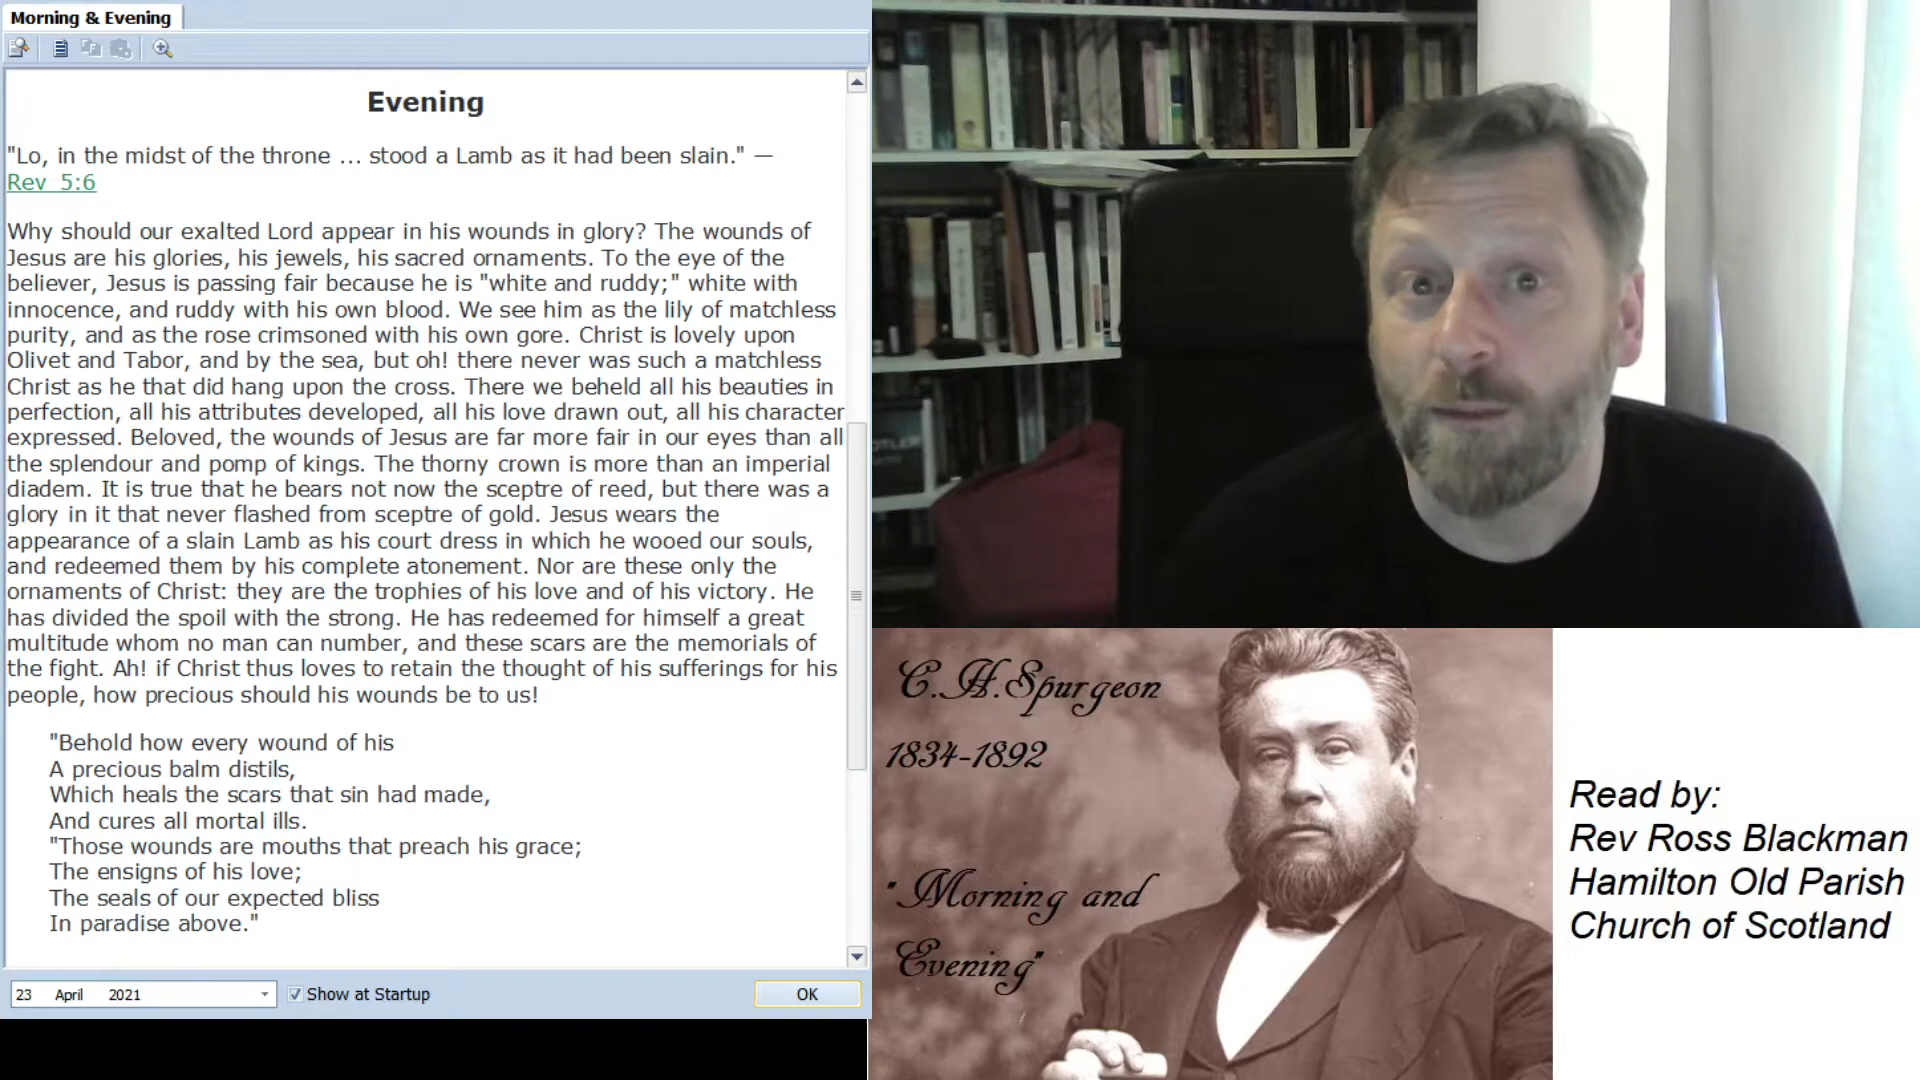 Morning & Evening
Evening
"Lo, in the midst of the throne ... stood a Lamb as it had been slain." —
Rev 5:6
Why should our exalted Lord appear in his wounds in glory? The wounds of
Jesus are his glories, his jewels, his sacred ornaments. To the eye of the
believer, Jesus is passing fair because he is "white and ruddy;" white with
innocence, and ruddy with his own blood. We see him as the lily of matchless
purity, and as the rose crimsoned with his own gore. Christ is lovely upon
Olivet and Tabor, and by the sea, but oh! there never was such a matchless
Christ as he that did hang upon the cross. There we beheld all his beauties in
perfection, all his attributes developed, all his love drawn out, all his character
expressed. Beloved, the wounds of Jesus are far more fair in our eyes than all
the splendour and pomp of kings. The thorny crown is more than an imperial
diadem. It is true that he bears not now the sceptre of reed, but there was a
glory in it that never flashed from sceptre of gold. Jesus wears the
appearance of a slain Lamb as his court dress in which he wooed our souls,
and redeemed them by his complete atonement. Nor are these only the
ornaments of Christ: they are the trophies of his love and of his victory. He
has divided the spoil with the strong. He has redeemed for himself a great
multitude whom no man can number, and these scars are the memorials of
the fight. Ah! if Christ thus loves to retain the thought of his sufferings for his
people, how precious should his wounds be to us!
"Behold how every wound of his
A precious balm distils,
Which heals the scars that sin had made,
And cures all mortal ills.
"Those wounds are mouths that preach his grace;
The ensigns of his love;
The seals of our expected bliss
In paradise above."
23 April 2021
Show at Startup
OK
C.H.Spurgeon
1834-1892
"Morning and
Evening"
Read by:
Rev Ross Blackman
Hamilton Old Parish
Church of Scotland